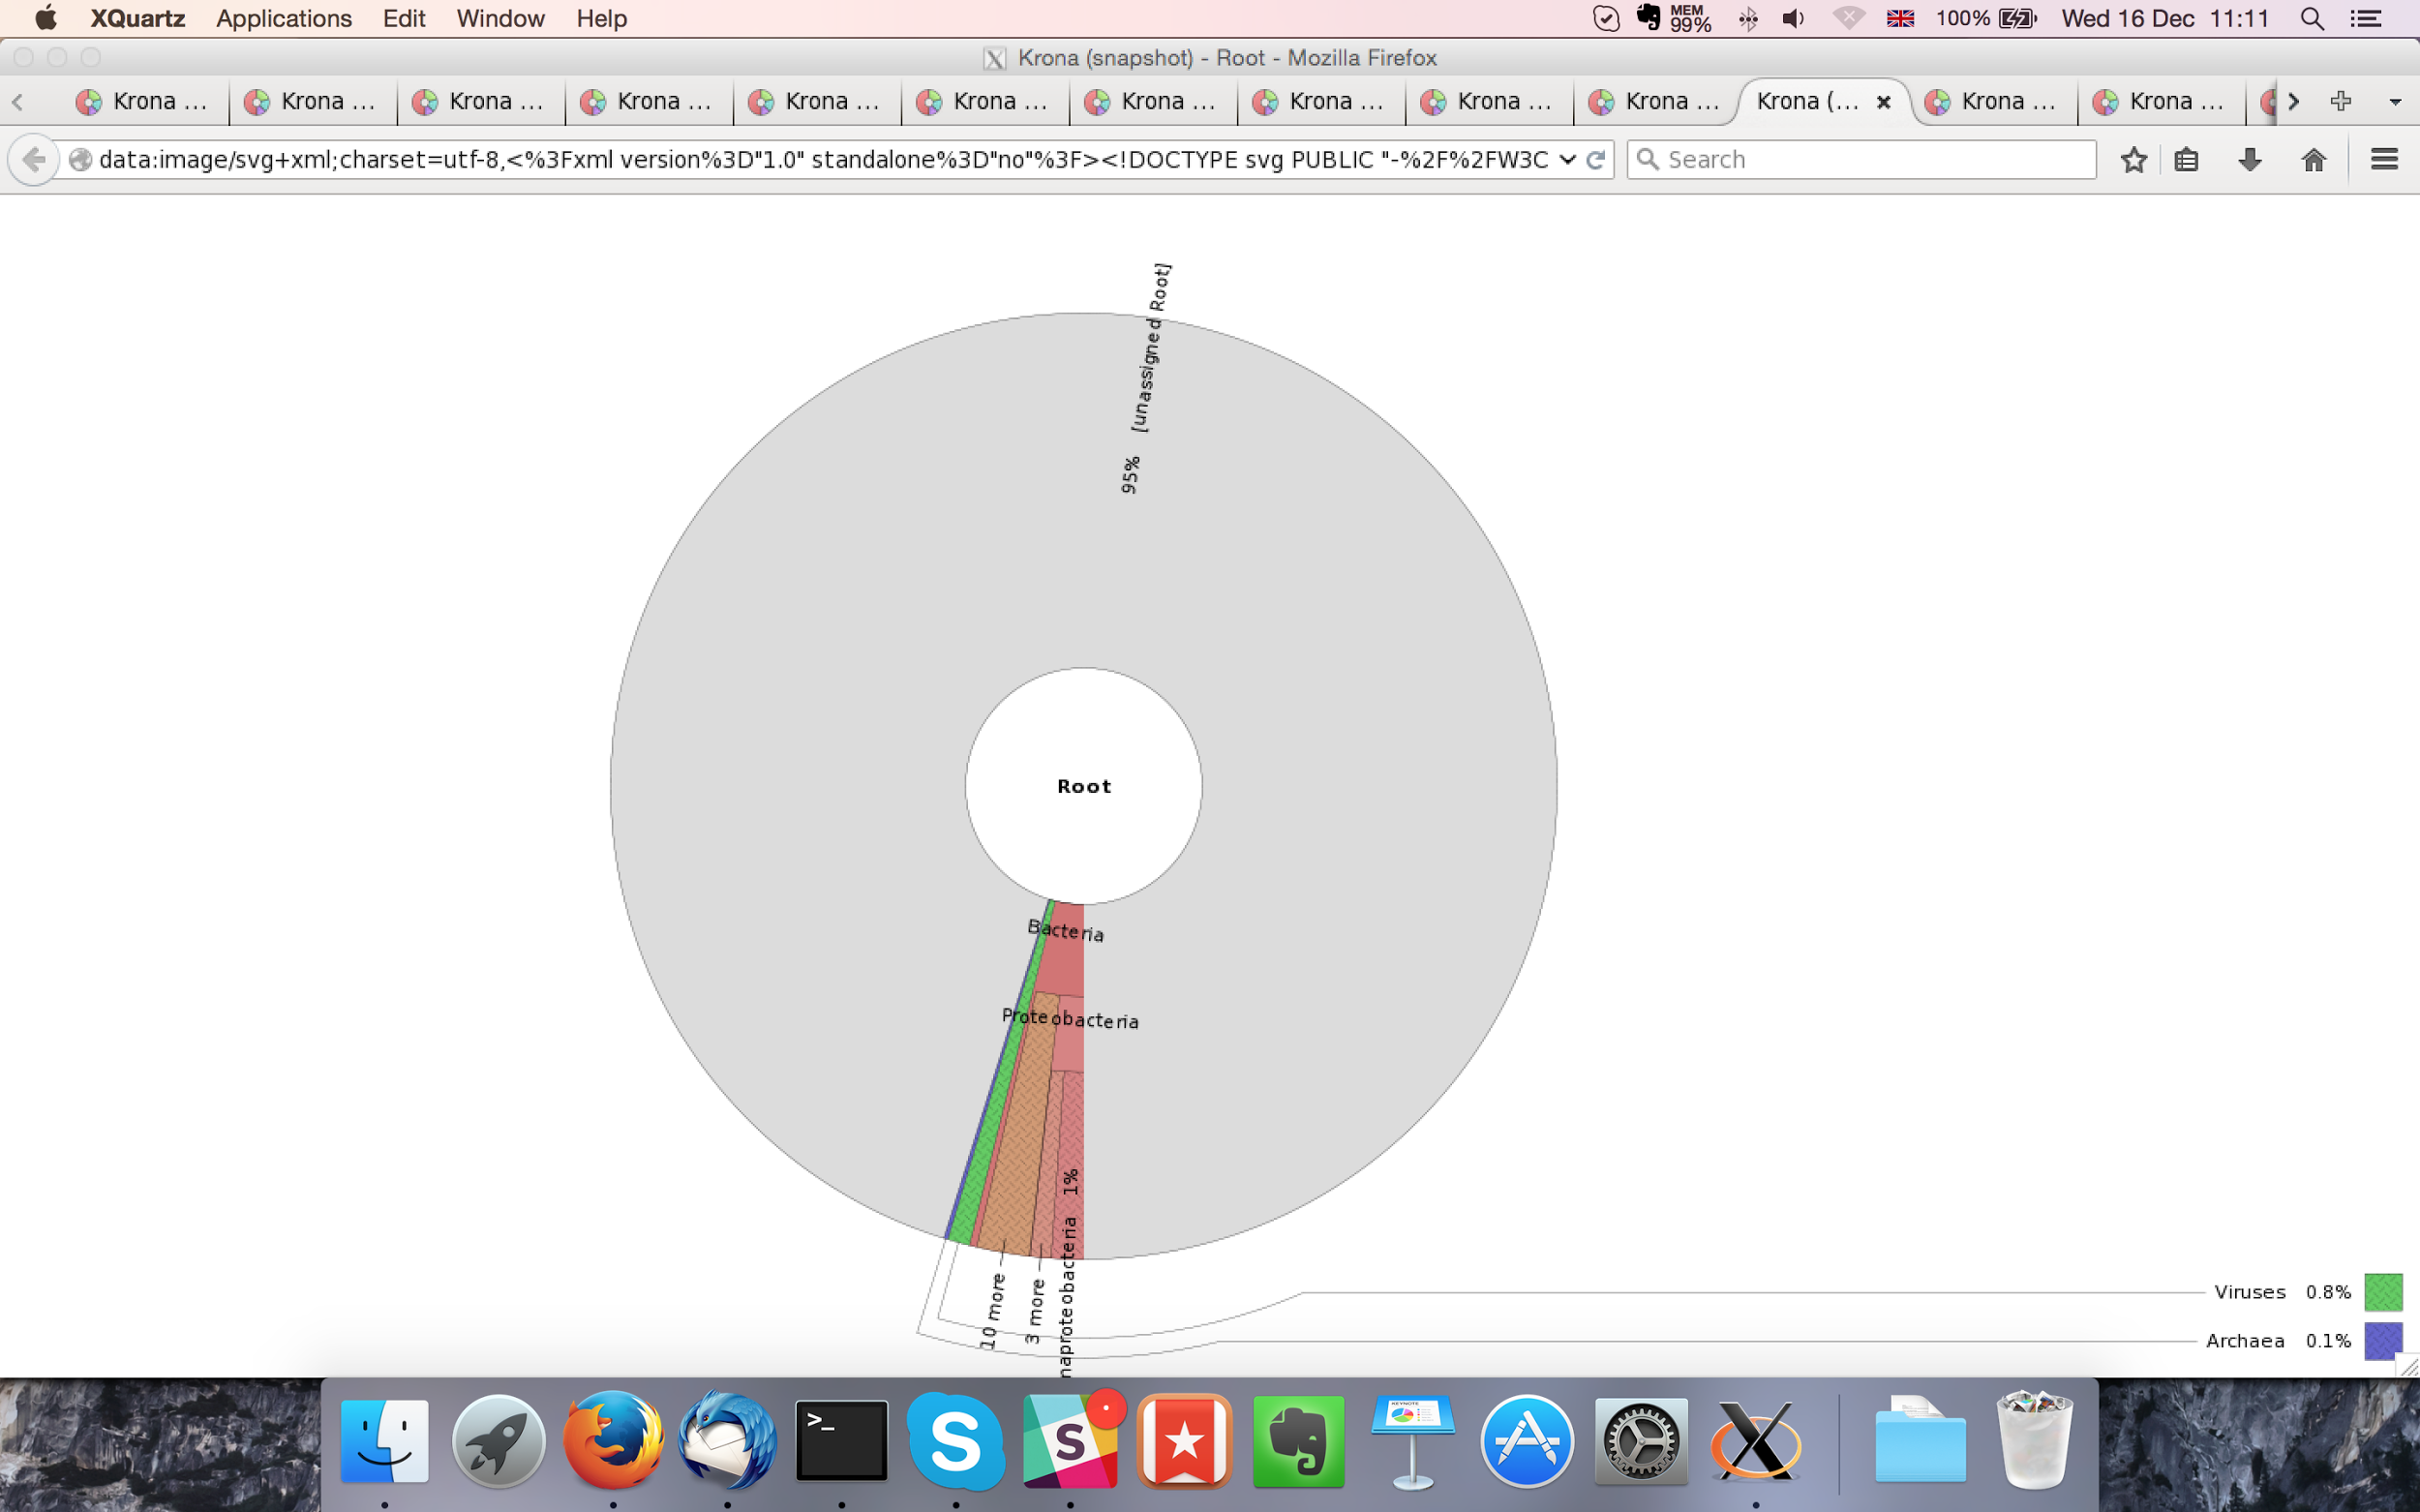 XQuartz Applications Edit Window Help MEM 99% 100% Wed 16 Dec 11:11
Krona (snapshot) - Root - Mozilla Firefox
Krona ... Krona ... Krona ... Krona ... Krona ... Krona ... Krona ... Krona ... Krona ... Krona ... Krona (... Krona ... Krona ...
data:image/svg+xml;charset=utf-8,<%3Fxml version%3D"1.0" standalone%3D"no"%3F><!DOCTYPE svg PUBLIC "-%2F%2FW3C Search
95% [unassigned Root]
Root
Bacteria
Proteobacteria
10 more
3 more
maproteobacteria 1%
Viruses 0.8%
Archaea 0.1%
>_
S
S
KEYNOTE
X